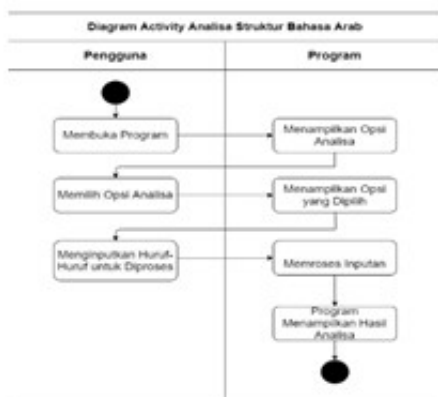 Diagram Activity Analisa Struktur Bahasa Arab
Pengguna
Program
Membuka Program
Menampilkan Opsi
Analisa
Memilih Opsi Analisa
Menampilkan Opsi
yang Dipilih
Menginputkan Huruf-
Huruf untuk Diproses
Memroses Inputan
Program
Menampilkan Hasil
Analisa